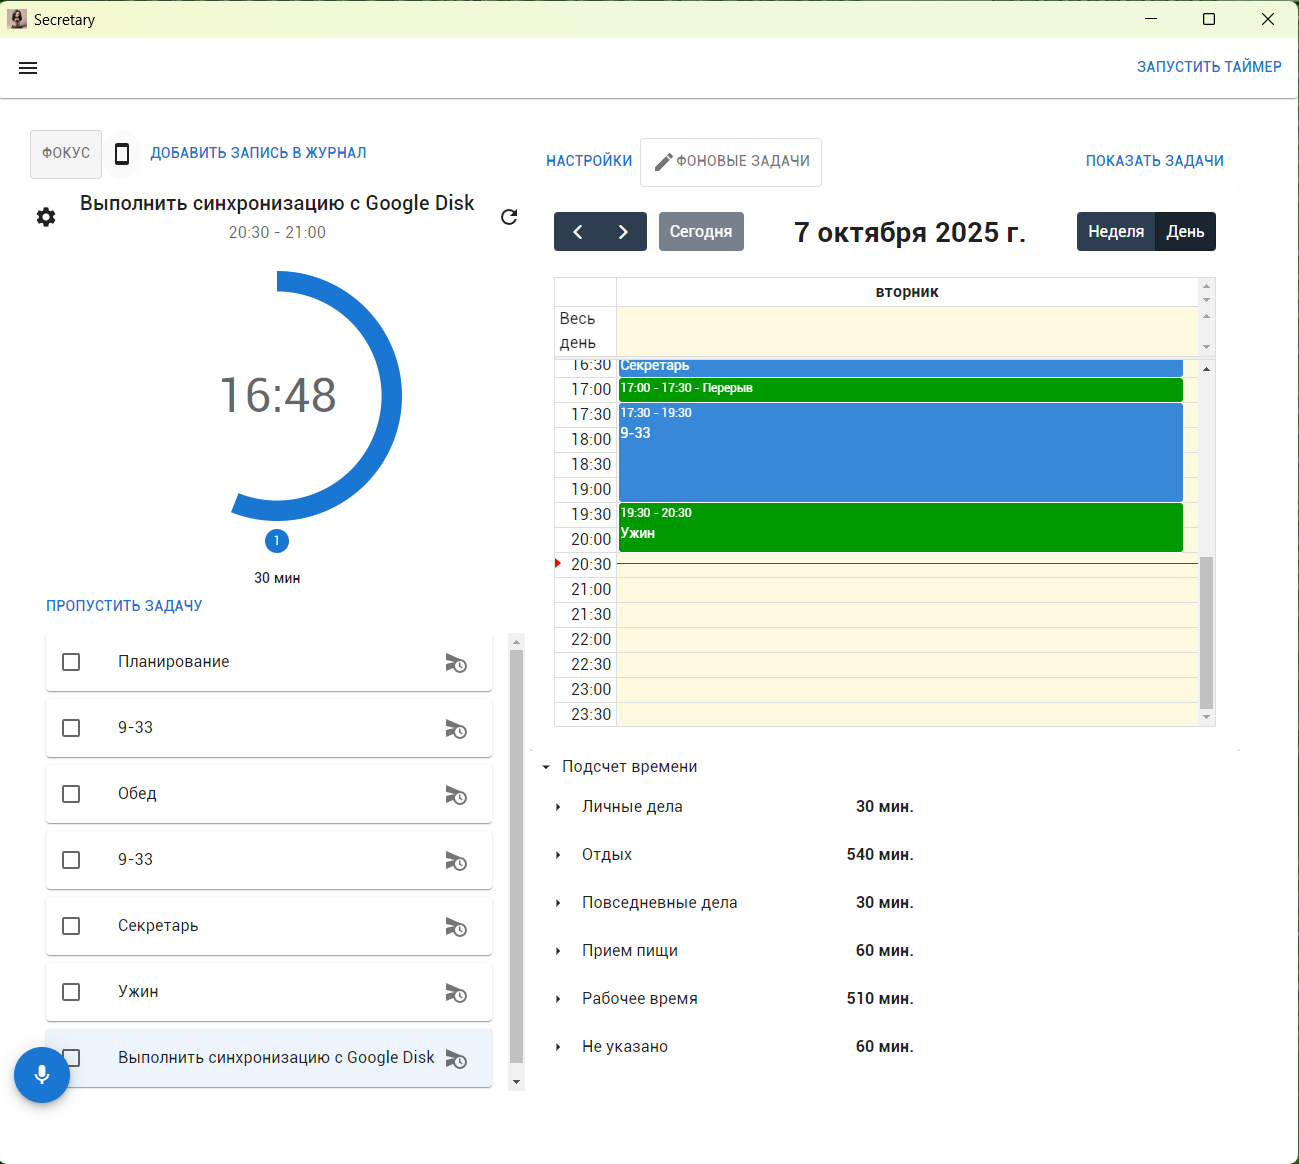 Secretary
ЗАПУСТИТЬ ТАЙМЕР
ФОКУС
ДОБАВИТЬ ЗАПИСЬ В ЖУРНАЛ
Выполнить синхронизацию с Google Disk
20:30 - 21:00
16:48
1
30 мин
ПРОПУСТИТЬ ЗАДАЧУ
Планирование
9-33
Обед
9-33
Секретарь
Ужин
Выполнить синхронизацию с Google Disk
НАСТРОЙКИ
ФОНОВЫЕ ЗАДАЧИ
ПОКАЗАТЬ ЗАДАЧИ
Сегодня
7 октября 2025 г.
Неделя
День
вторник
Весь
день
16:30
Секретарь
17:00
17:00 - 17:30 - Перерыв
17:30
17:30 - 19:30
9-33
18:00
18:30
19:00
19:30
19:30 - 20:30
Ужин
20:00
20:30
21:00
21:30
22:00
22:30
23:00
23:30
Подсчет времени
Личные дела 30 мин.
Отдых 540 мин.
Повседневные дела 30 мин.
Прием пищи 60 мин.
Рабочее время 510 мин.
Не указано 60 мин.